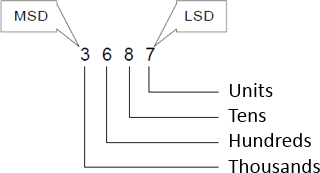 MSD LSD
3 6 8 7
Units
Tens
Hundreds
Thousands